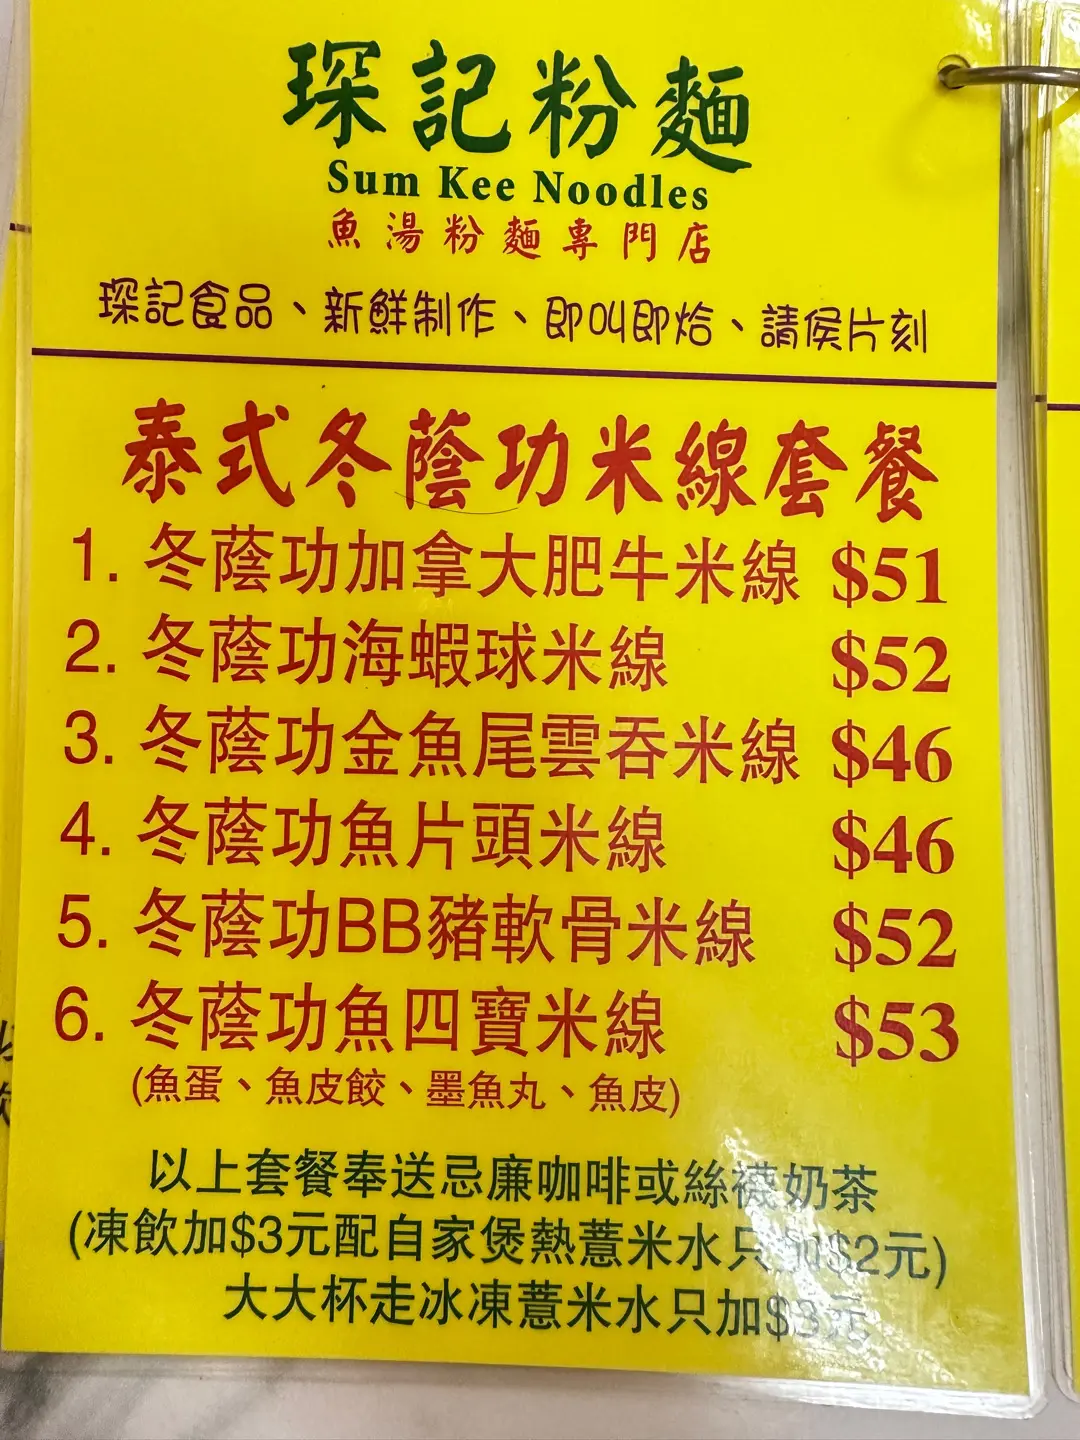 琛記粉麵
Sum Kee Noodles
魚湯粉麵專門店
琛記食品、新鮮制作、即叫即烚、請侯片刻
泰式冬蔭功米線套餐
1. 冬蔭功加拿大肥牛米線 $51
2. 冬蔭功海蝦球米線 $52
3. 冬蔭功金魚尾雲吞米線 $46
4. 冬蔭功魚片頭米線 $46
5. 冬蔭功BB豬軟骨米線 $52
6. 冬蔭功魚四寶米線 $53
(魚蛋、魚皮餃、墨魚丸、魚皮)
以上套餐奉送忌廉咖啡或絲襪奶茶
(凍飲加$3元配自家煲熱薏米水只加$2元)
大大杯走冰凍薏米水只加$3元